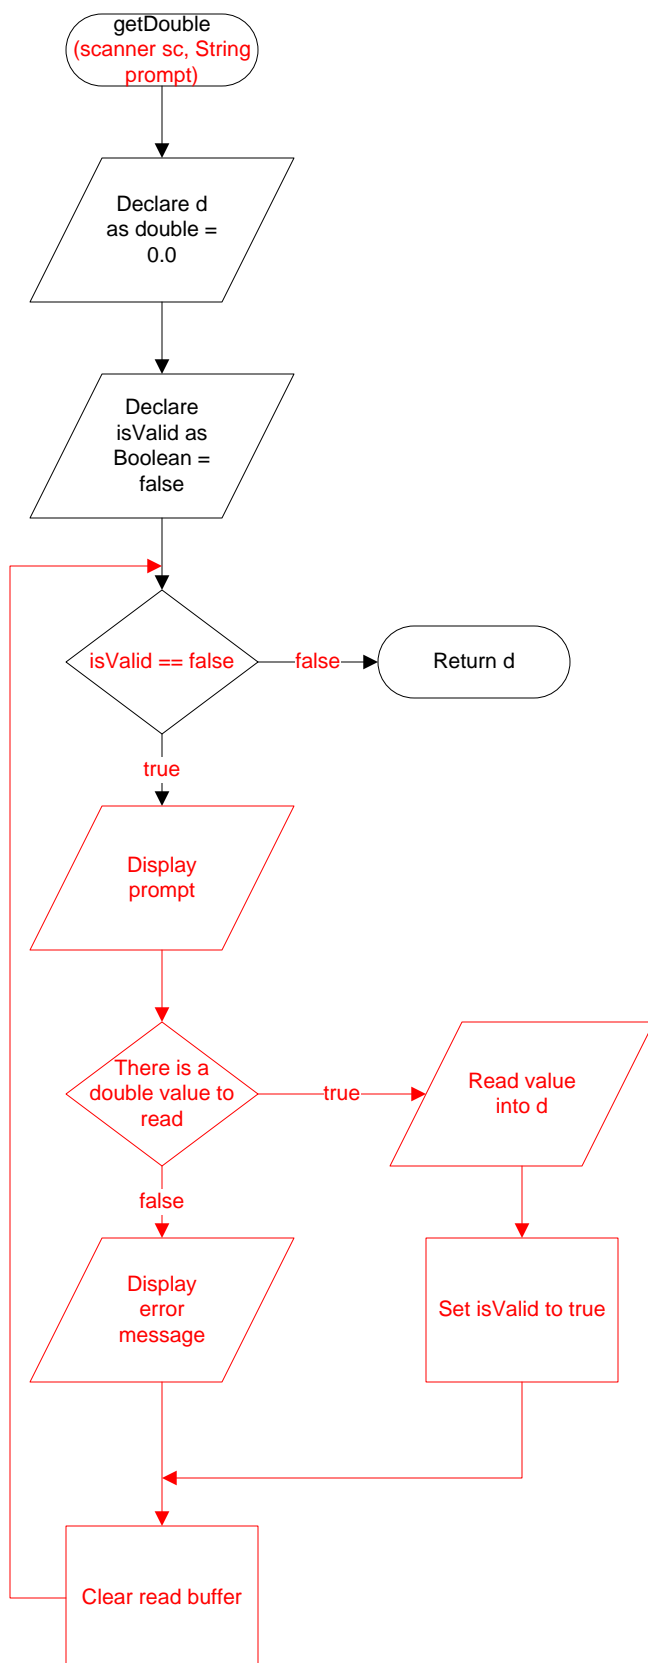 getDouble
(scanner sc, String
prompt)
Declare d
as double =
0.0
Declare
isValid as
Boolean =
false
isValid == false
false
Return d
true
Display
prompt
There is a
double value to
read
true
Read value
into d
false
Display
error
message
Set isValid to true
Clear read buffer